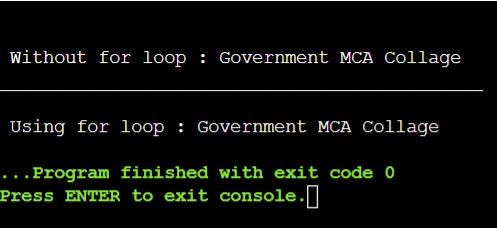 Without for loop : Government MCA Collage
Using for loop : Government MCA Collage
...Program finished with exit code 0
Press ENTER to exit console.